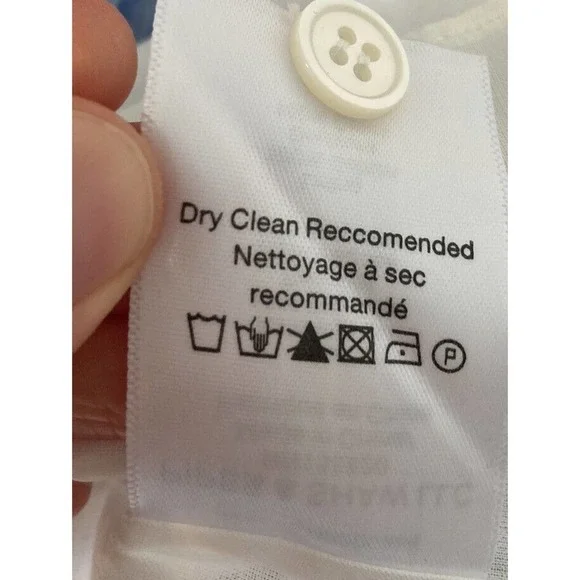 Dry Clean Reccomended
Nettoyage à sec
recommandé
P